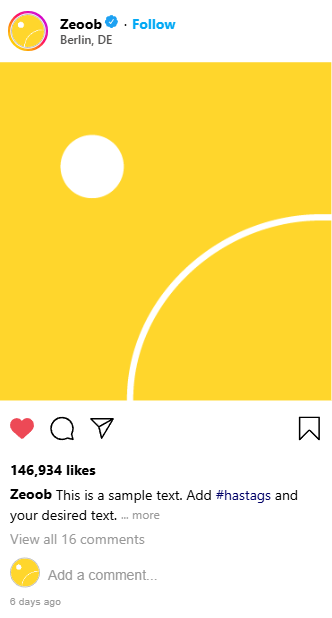 Zeoob · Follow
Berlin, DE
146,934 likes
Zeoob This is a sample text. Add #hastags and
your desired text. ... more
View all 16 comments
Add a comment...
6 days ago